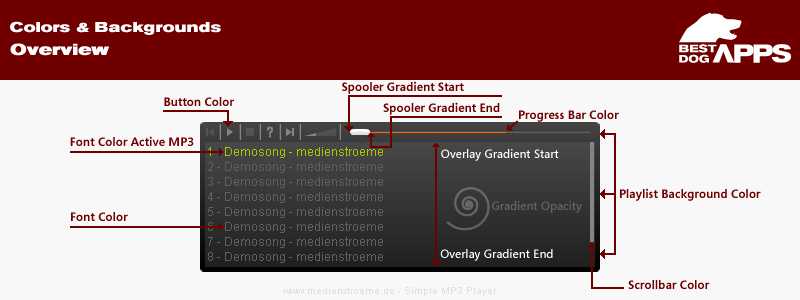 Colors & Backgrounds
Overview
BEST DOG APPS
Spooler Gradient Start
Button Color
Spooler Gradient End
Progress Bar Color
?
Font Color Active MP3
1 - Demosong - medienstroeme
Overlay Gradient Start
2 - Demosong - medienstroeme
3 - Demosong - medienstroeme
4 - Demosong - medienstroeme
Playlist Background Color
5 - Demosong - medienstroeme
Gradient Opacity
Font Color
6 - Demosong - medienstroeme
7 - Demosong - medienstroeme
8 - Demosong - medienstroeme
Overlay Gradient End
Scrollbar Color
www.medienstroeme.de - Simple MP3 Player